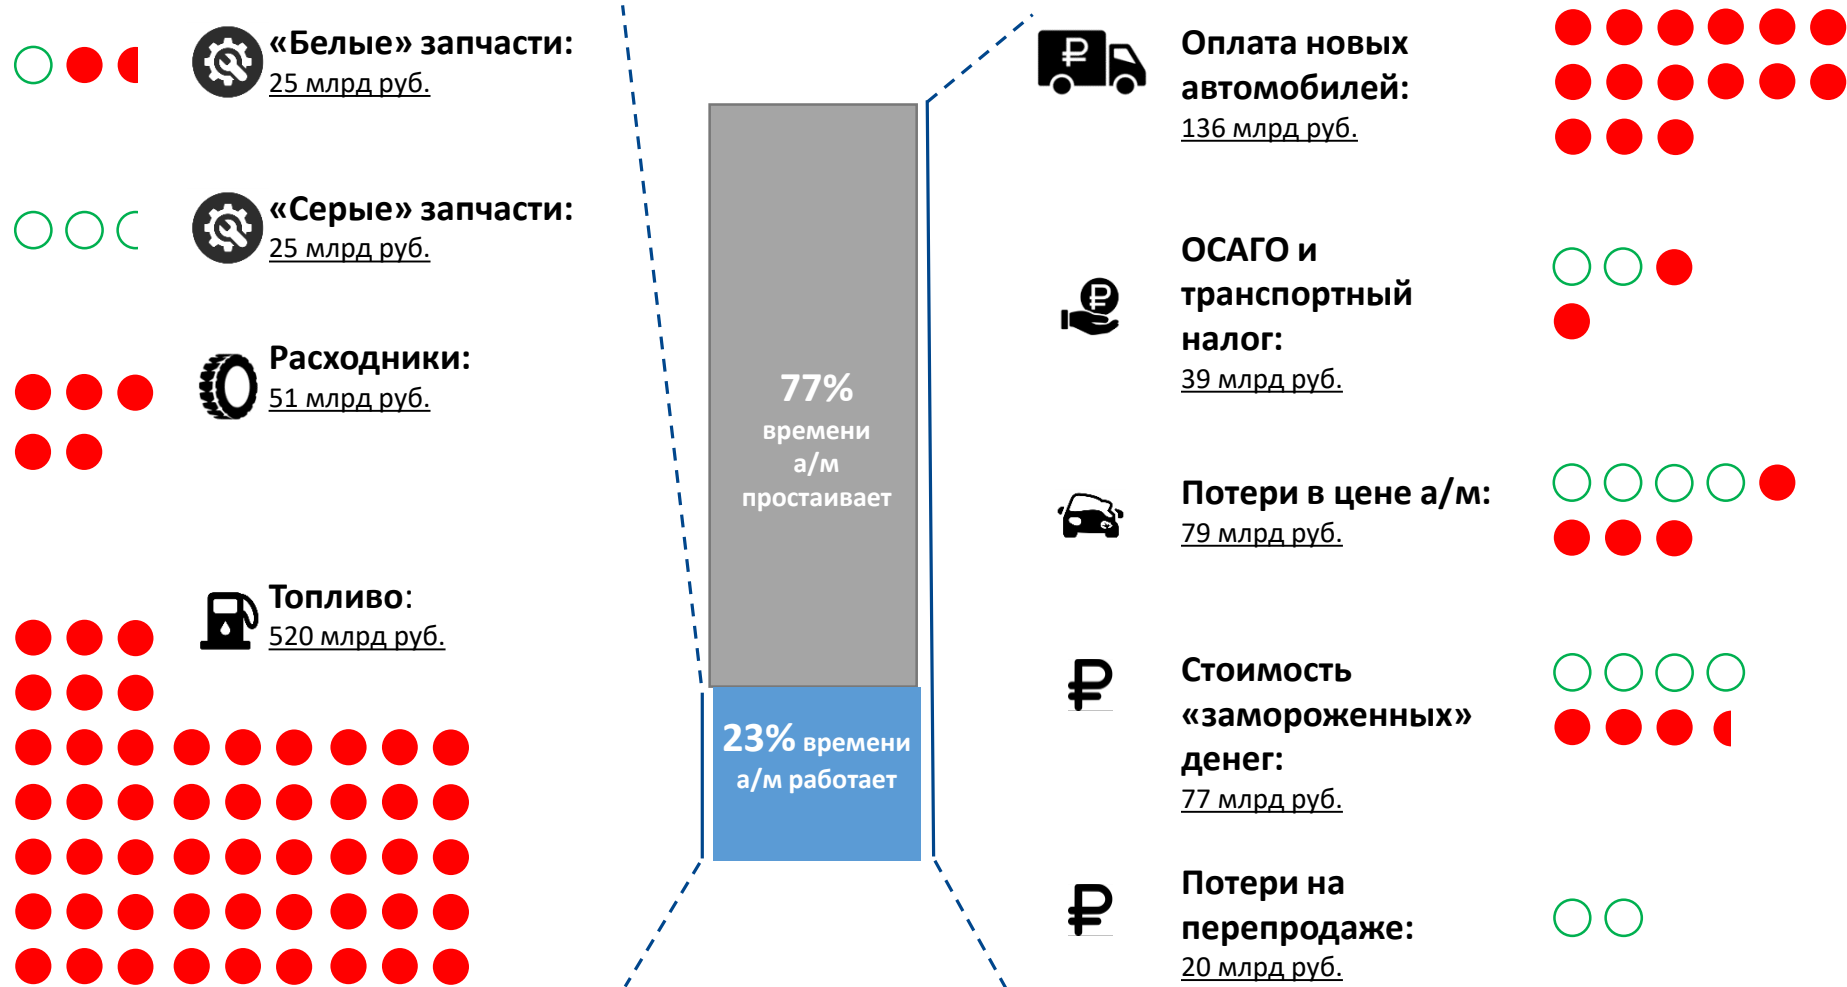 «Белые» запчасти:
25 млрд руб.
«Серые» запчасти:
25 млрд руб.
Расходники:
51 млрд руб.
Топливо:
520 млрд руб.
77%
времени
а/м
простаивает
23% времени
а/м работает
Оплата новых
автомобилей:
136 млрд руб.
ОСАГО и
транспортный
налог:
39 млрд руб.
Потери в цене а/м:
79 млрд руб.
Стоимость
«замороженных»
денег:
77 млрд руб.
Потери на
перепродаже:
20 млрд руб.